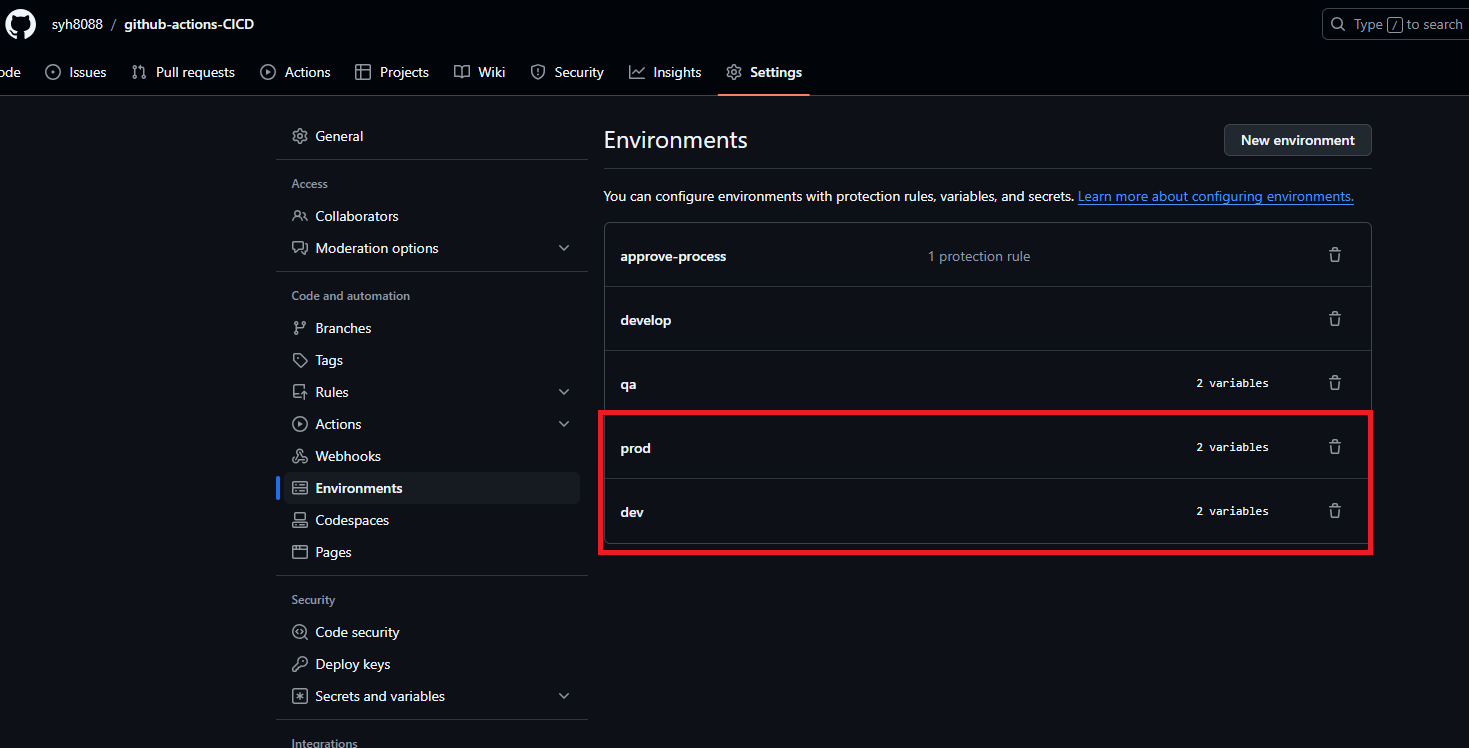 syh8088 / github-actions-CICD
Type / to search
ode Issues Pull requests Actions Projects Wiki Security Insights Settings
General
Access
Collaborators
Moderation options
Code and automation
Branches
Tags
Rules
Actions
Webhooks
Environments
Codespaces
Pages
Security
Code security
Deploy keys
Secrets and variables
Integrations
Environments
New environment
You can configure environments with protection rules, variables, and secrets. Learn more about configuring environments.
approve-process 1 protection rule
develop
qa 2 variables
prod 2 variables
dev 2 variables